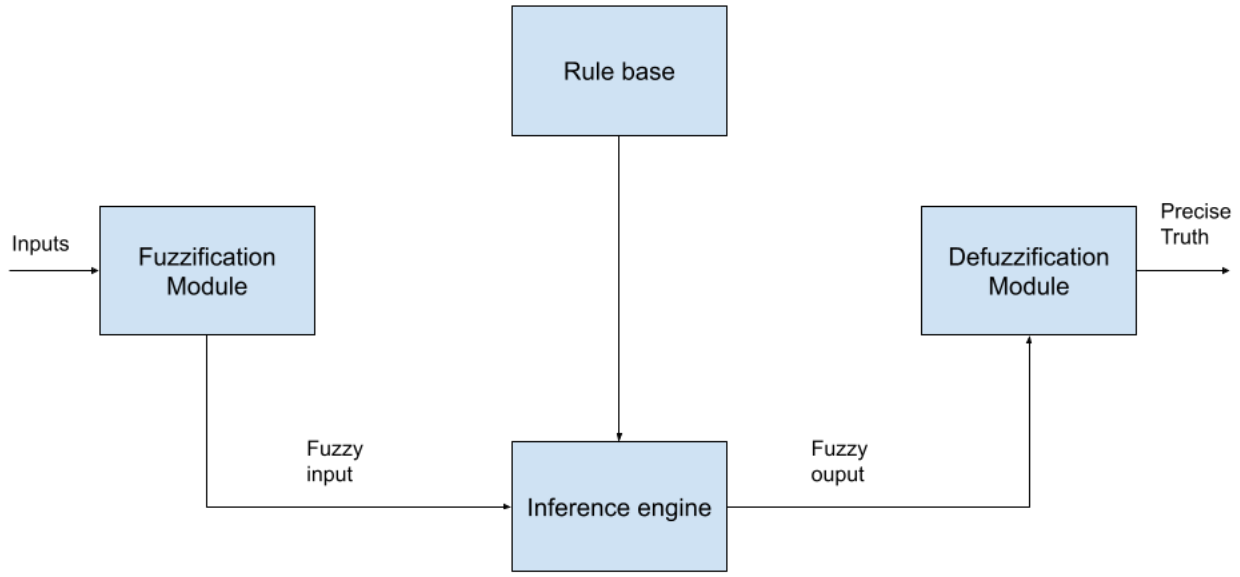 Rule base
Inputs
Fuzzification
Module
Defuzzification
Module
Precise
Truth
Fuzzy
input
Inference engine
Fuzzy
ouput